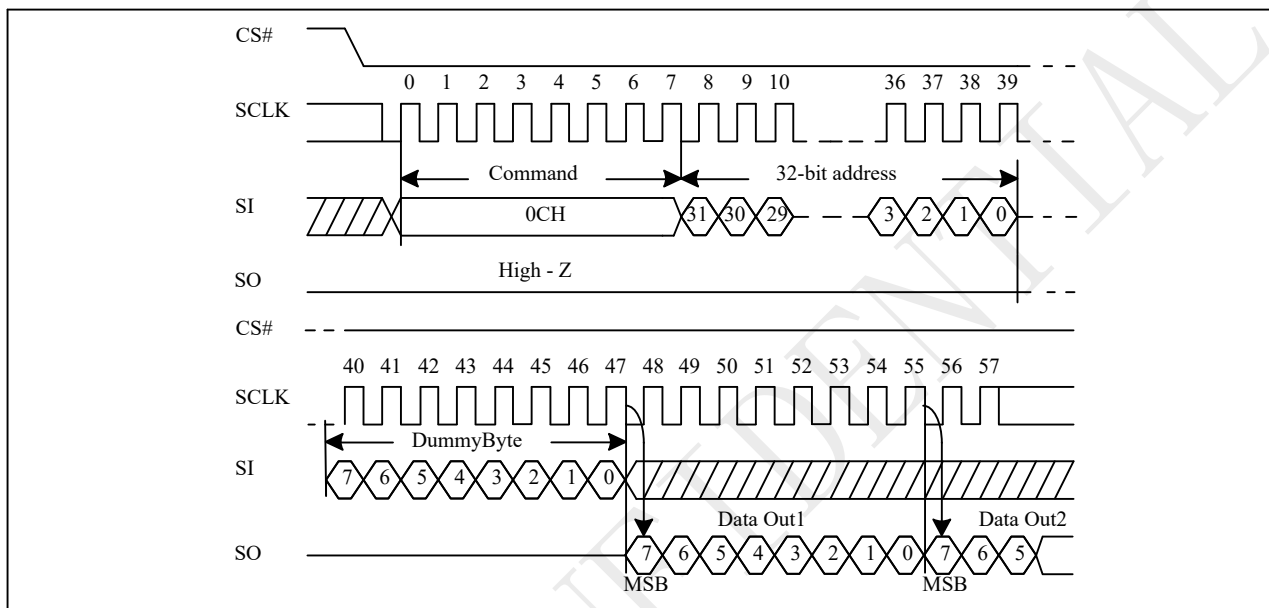 CS#
0 1 2 3 4 5 6 7 8 9 10 36 37 38 39
SCLK
Command 32-bit address
SI 0CH 31 30 29 3 2 1 0
High - Z
SO
CS#
40 41 42 43 44 45 46 47 48 49 50 51 52 53 54 55 56 57
SCLK
DummyByte
SI 7 6 5 4 3 2 1 0
Data Out1 Data Out2
SO 7 6 5 4 3 2 1 0 7 6 5
MSB MSB